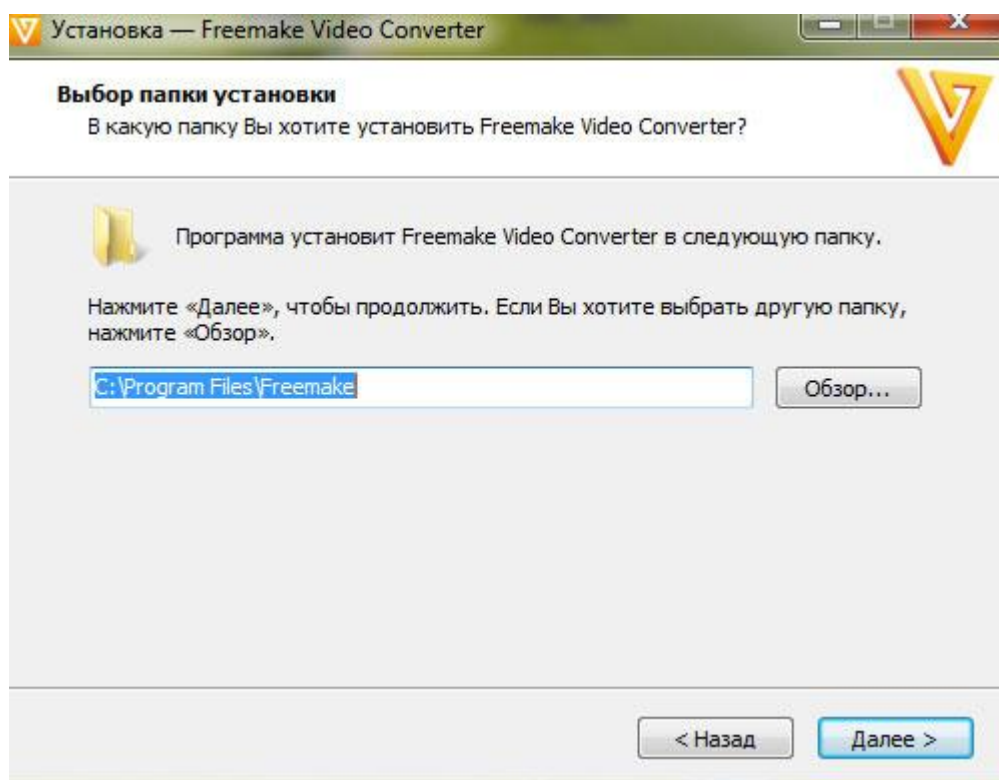 Установка — Freemake Video Converter
Выбор папки установки
В какую папку Вы хотите установить Freemake Video Converter?
Программа установит Freemake Video Converter в следующую папку.
Нажмите «Далее», чтобы продолжить. Если Вы хотите выбрать другую папку,
нажмите «Обзор».
C:\Program Files\Freemake
Обзор...
< Назад
Далее >